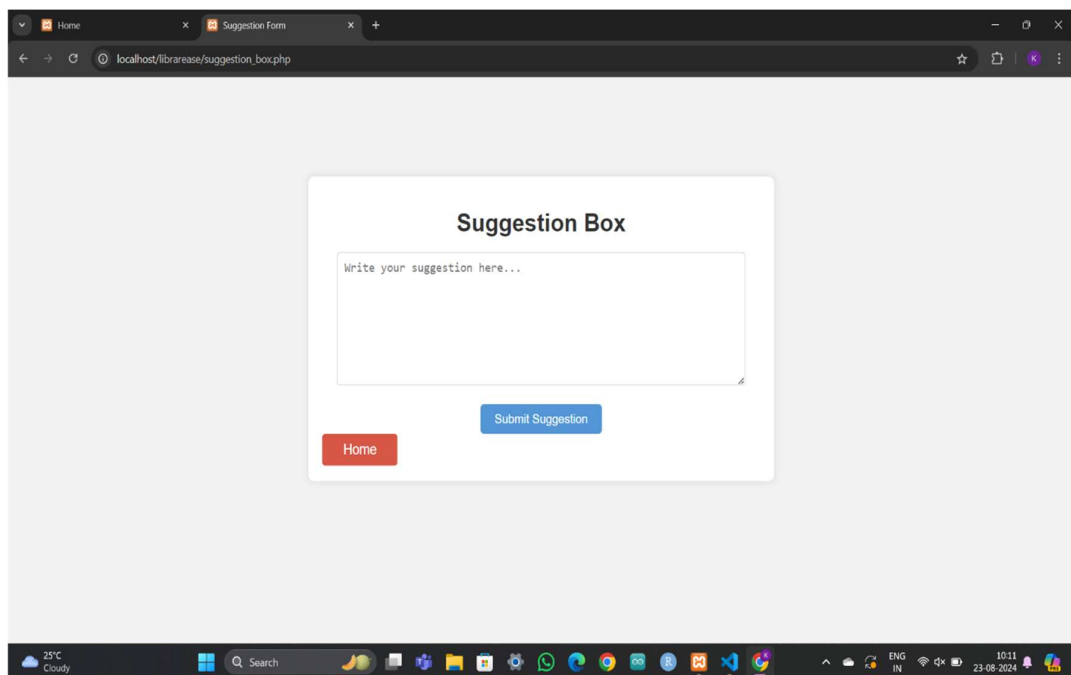 Home
Suggestion Form
localhost/librarease/suggestion_box.php
K
Suggestion Box
Write your suggestion here...
Submit Suggestion
Home
25°C
Cloudy
Search
R
K
ENG
IN
10:11
23-08-2024
PRE